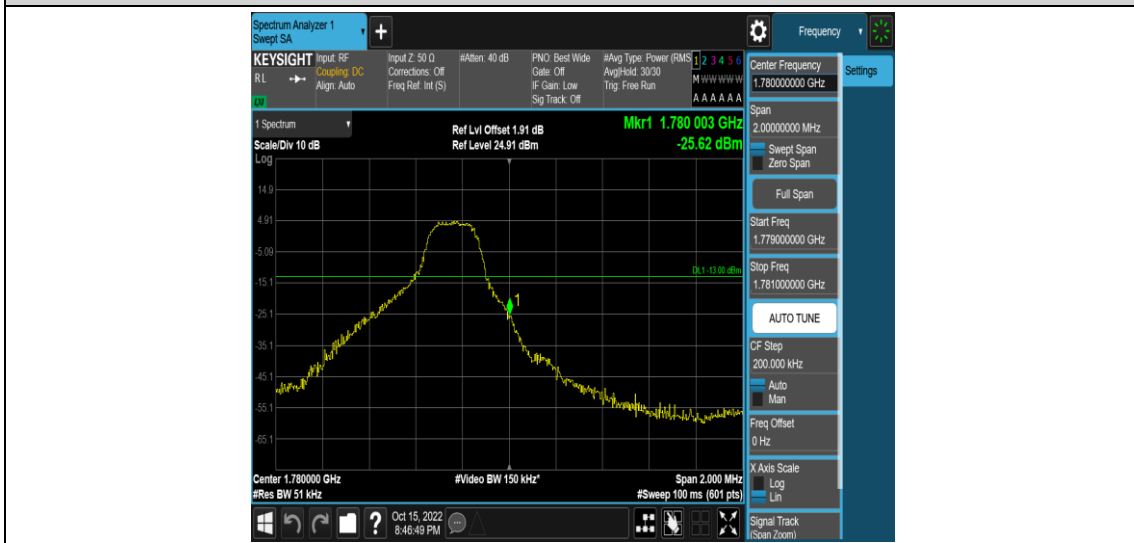 Spectrum Analyzer 1
Swept SA
+
Frequency
KEYSIGHT
RL
Input: RF
Coupling: DC
Align: Auto
Input Z: 50 Ω
Corrections: Off
Freq Ref: Int (S)
#Atten: 40 dB
PNO: Best Wide
Gate: Off
IF Gain: Low
Sig Track: Off
#Avg Type: Power (RMS
Avg|Hold: 30/30
Trig: Free Run
1 2 3 4 5 6
M W W W W W
A A A A A A
1 Spectrum
Scale/Div 10 dB
Log
Ref Lvl Offset 1.91 dB
Ref Level 24.91 dBm
Mkr1 1.780 003 GHz
-25.62 dBm
14.9
4.91
-5.09
DL1 -13.00 dBm
-15.1
1
-25.1
-35.1
-45.1
-55.1
-65.1
Center 1.780000 GHz
#Video BW 150 kHz*
Span 2.000 MHz
#Res BW 51 kHz
#Sweep 100 ms (601 pts)
?
Oct 15, 2022
8:46:49 PM
Center Frequency
1.780000000 GHz
Settings
Span
2.00000000 MHz
Swept Span
Zero Span
Full Span
Start Freq
1.779000000 GHz
Stop Freq
1.781000000 GHz
AUTO TUNE
CF Step
200.000 kHz
Auto
Man
Freq Offset
0 Hz
X Axis Scale
Log
Lin
Signal Track
(Span Zoom)